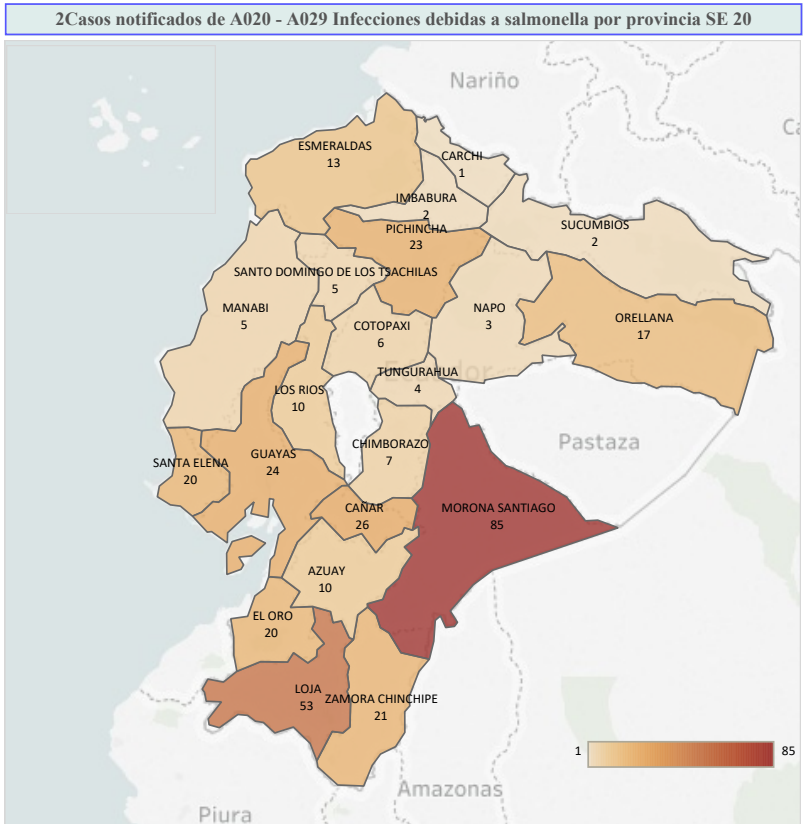 2Casos notificados de A020 - A029 Infecciones debidas a salmonella por provincia SE 20
Nariño
ESMERALDAS
13
CARCHI
1
IMBABURA
2
PICHINCHA
23
SUCUMBIOS
2
SANTO DOMINGO DE LOS TSACHILAS
5
MANABI
5
COTOPAXI
6
NAPO
3
ORELLANA
17
Ecuador
TUNGURAHUA
4
LOS RIOS
10
CHIMBORAZO
7
Pastaza
GUAYAS
24
SANTA ELENA
20
CAÑAR
26
MORONA SANTIAGO
85
AZUAY
10
EL ORO
20
LOJA
53
ZAMORA CHINCHIPE
21
1
85
Amazonas
Piura